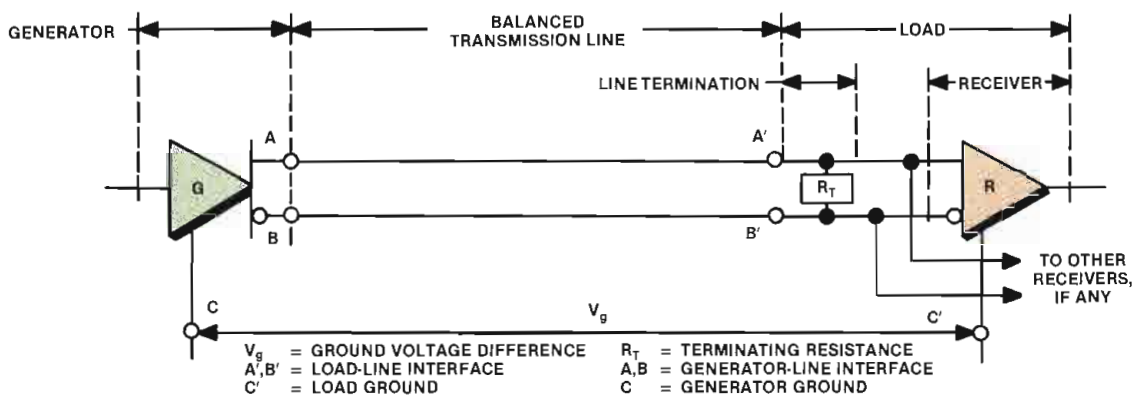 GENERATOR
BALANCED
TRANSMISSION LINE
LOAD
LINE TERMINATION
RECEIVER
A
A'
G
R_T
R
B
B'
TO OTHER
RECEIVERS,
IF ANY
C
V_g
C'
V_g = GROUND VOLTAGE DIFFERENCE
A',B' = LOAD-LINE INTERFACE
C' = LOAD GROUND
R_T = TERMINATING RESISTANCE
A,B = GENERATOR-LINE INTERFACE
C = GENERATOR GROUND